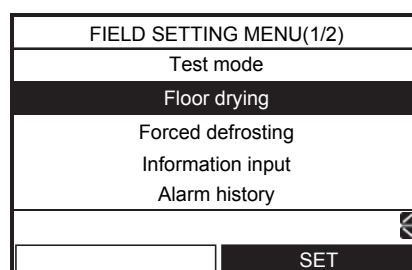 FIELD SETTING MENU(1/2)
Test mode
Floor drying
Forced defrosting
Information input
Alarm history
SET